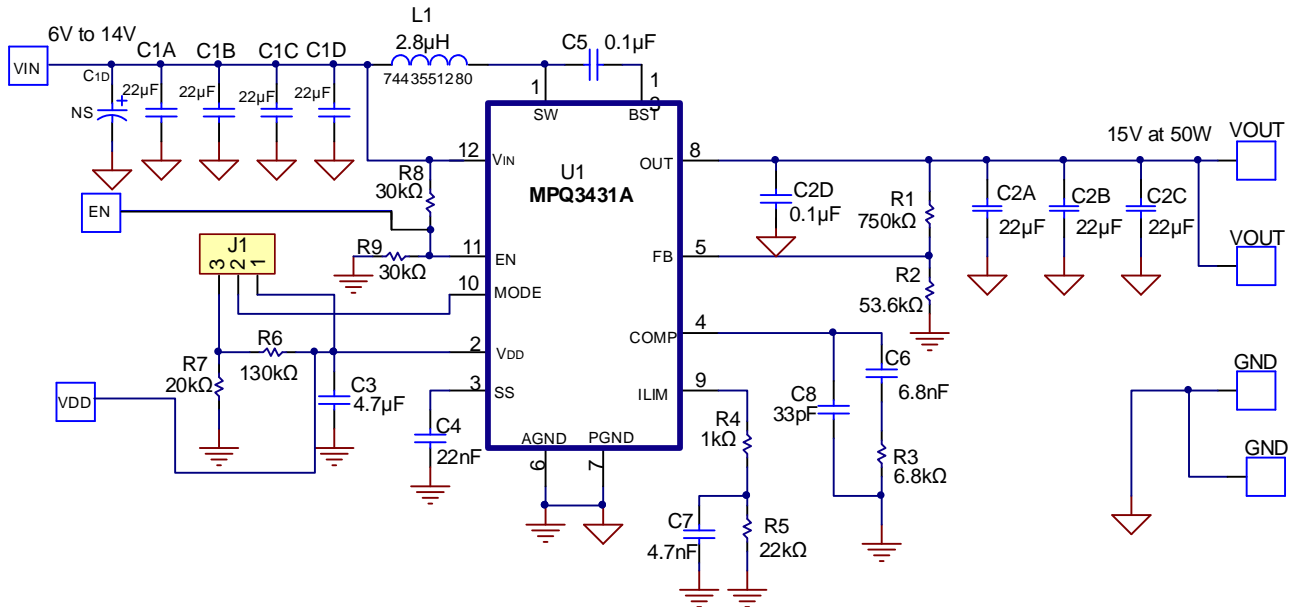 L1
6V to 14V
2.8µH
C5
0.1µF
C1A
C1B
C1C
C1D
VIN
C1D
22µF
22µF
22µF
22µF
NS
7443551280
1
1
3
SW
BST
15V at 50W
VOUT
12
VIN
OUT
8
U1
MPQ3431A
R8
30kΩ
C2D
0.1µF
R1
750kΩ
C2A
22µF
C2B
22µF
C2C
22µF
EN
VOUT
J1
3
2
1
R9
30kΩ
11
EN
FB
5
R2
53.6kΩ
10
MODE
COMP
4
R6
130kΩ
R7
20kΩ
2
VDD
C6
6.8nF
GND
C3
4.7µF
3
SS
ILIM
9
C8
33pF
VDD
C4
22nF
R4
1kΩ
AGND
PGND
6
7
R3
6.8kΩ
GND
C7
4.7nF
R5
22kΩ